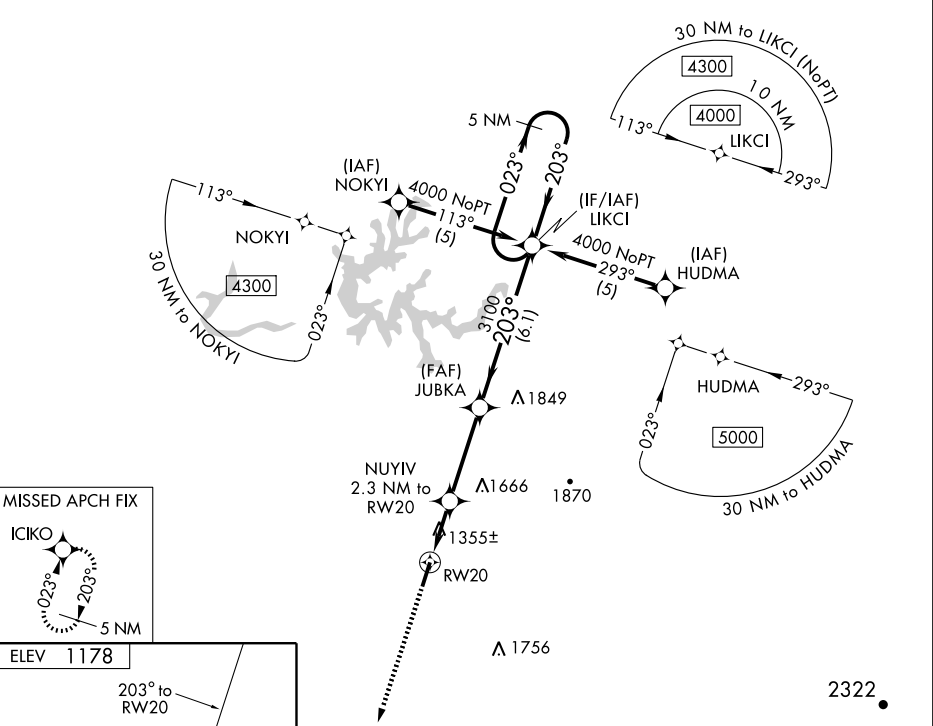 30 NM to LIKCI (NoPT)
4300
10 NM
4000
113°
LIKCI
293°
5 NM
023°
203°
(IAF)
NOKYI
4000 NoPT
113°
(5)
(IF/IAF)
LIKCI
4000 NoPT
293°
(5)
(IAF)
HUDMA
113°
NOKYI
4300
023°
30 NM to NOKYI
3100
203°
(6.1)
(FAF)
JUBKA
1849
HUDMA
293°
023°
5000
30 NM to HUDMA
NUYIV
2.3 NM to
RW20
1666
1870
1355±
RW20
MISSED APCH FIX
ICIKO
023°
203°
5 NM
ELEV 1178
203° to
RW20
1756
2322